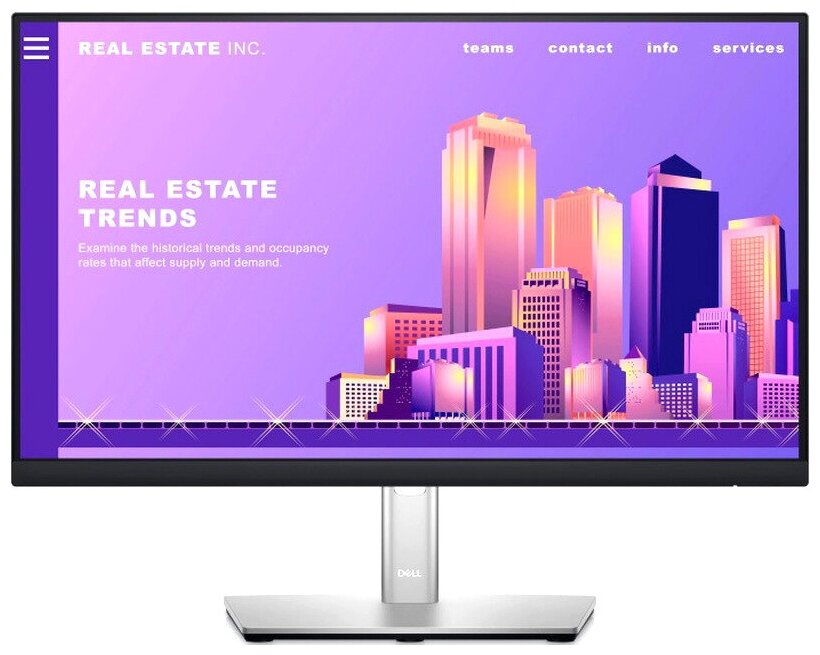 REAL ESTATE INC.
teams contact info services
REAL ESTATE
TRENDS
Examine the historical trends and occupancy
rates that affect supply and demand.
DELL